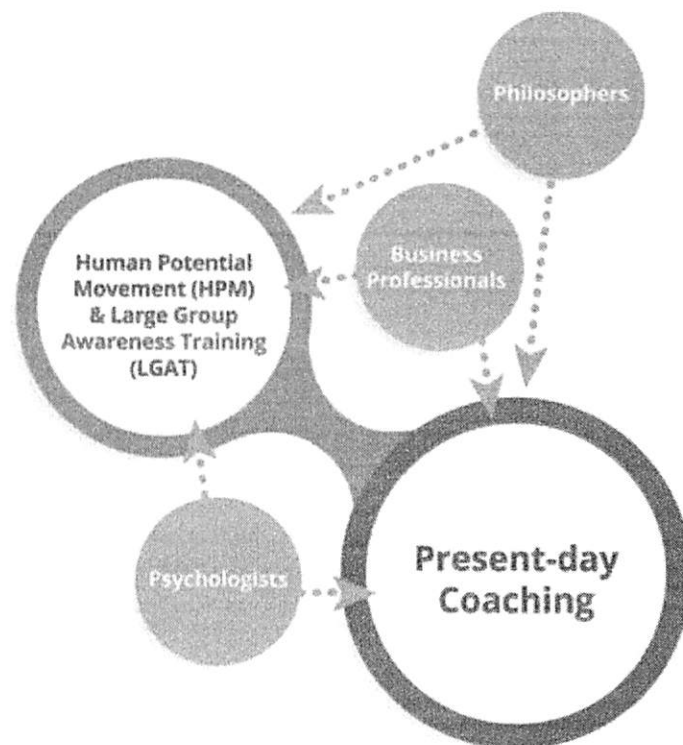 Philosophers
Business
Professionals
Human Potential
Movement (HPM)
& Large Group
Awareness Training
(LGAT)
Psychologists
Present-day
Coaching